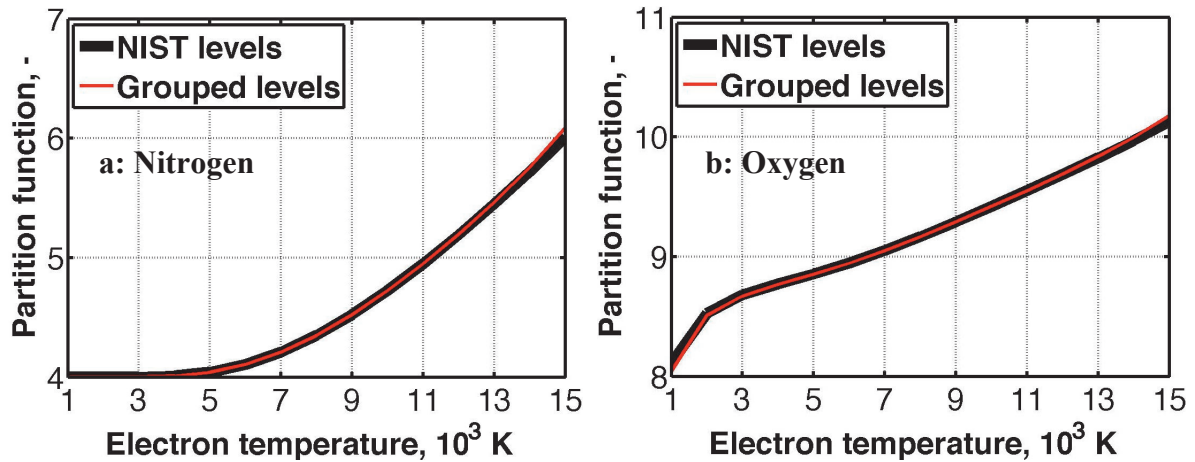 7
6
5
4
Partition function, -
NIST levels
Grouped levels
a: Nitrogen
1 3 5 7 9 11 13 15
Electron temperature, 10³ K
11
10
9
8
Partition function, -
NIST levels
Grouped levels
b: Oxygen
1 3 5 7 9 11 13 15
Electron temperature, 10³ K